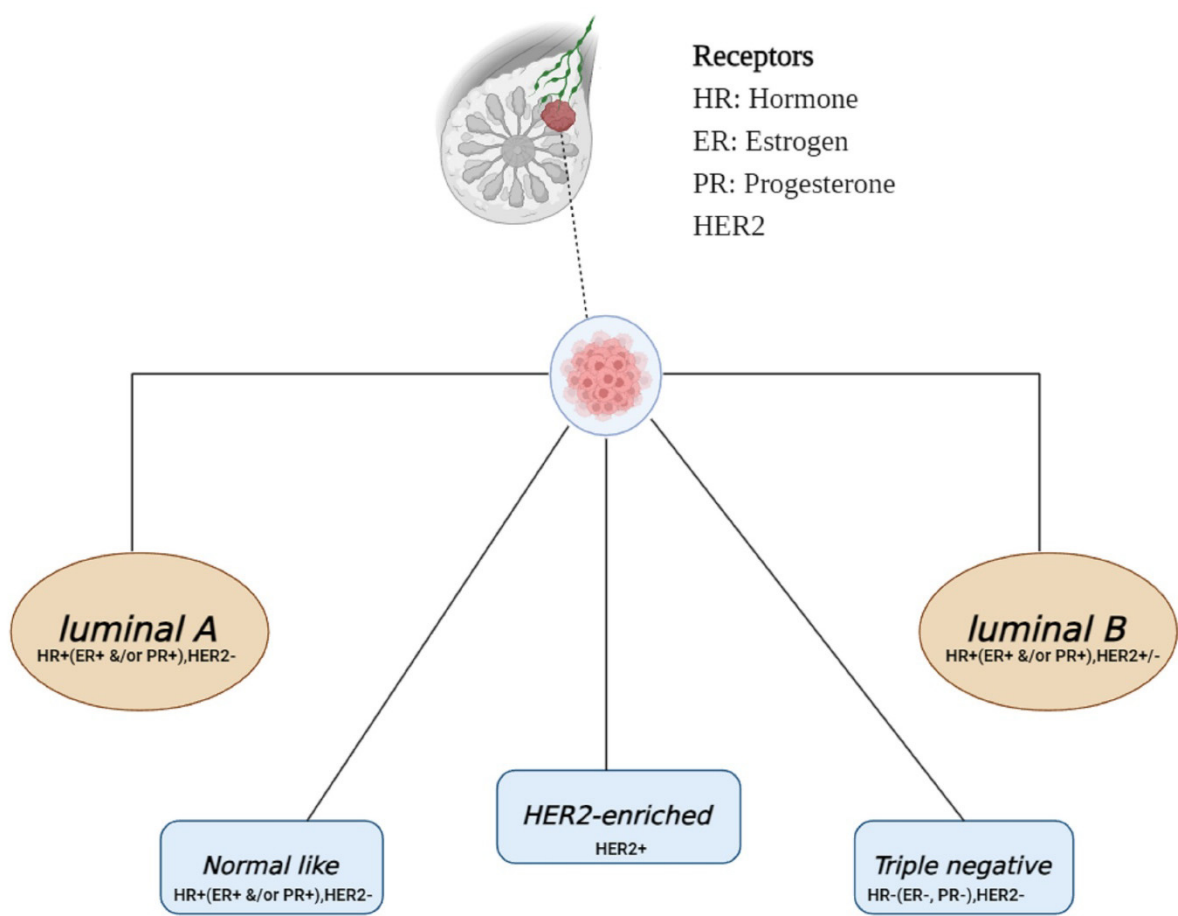 Receptors
HR: Hormone
ER: Estrogen
PR: Progesterone
HER2
luminal A
HR+(ER+ &/or PR+),HER2-
luminal B
HR+(ER+ &/or PR+),HER2+/-
Normal like
HR+(ER+ &/or PR+),HER2-
HER2-enriched
HER2+
Triple negative
HR-(ER-, PR-),HER2-